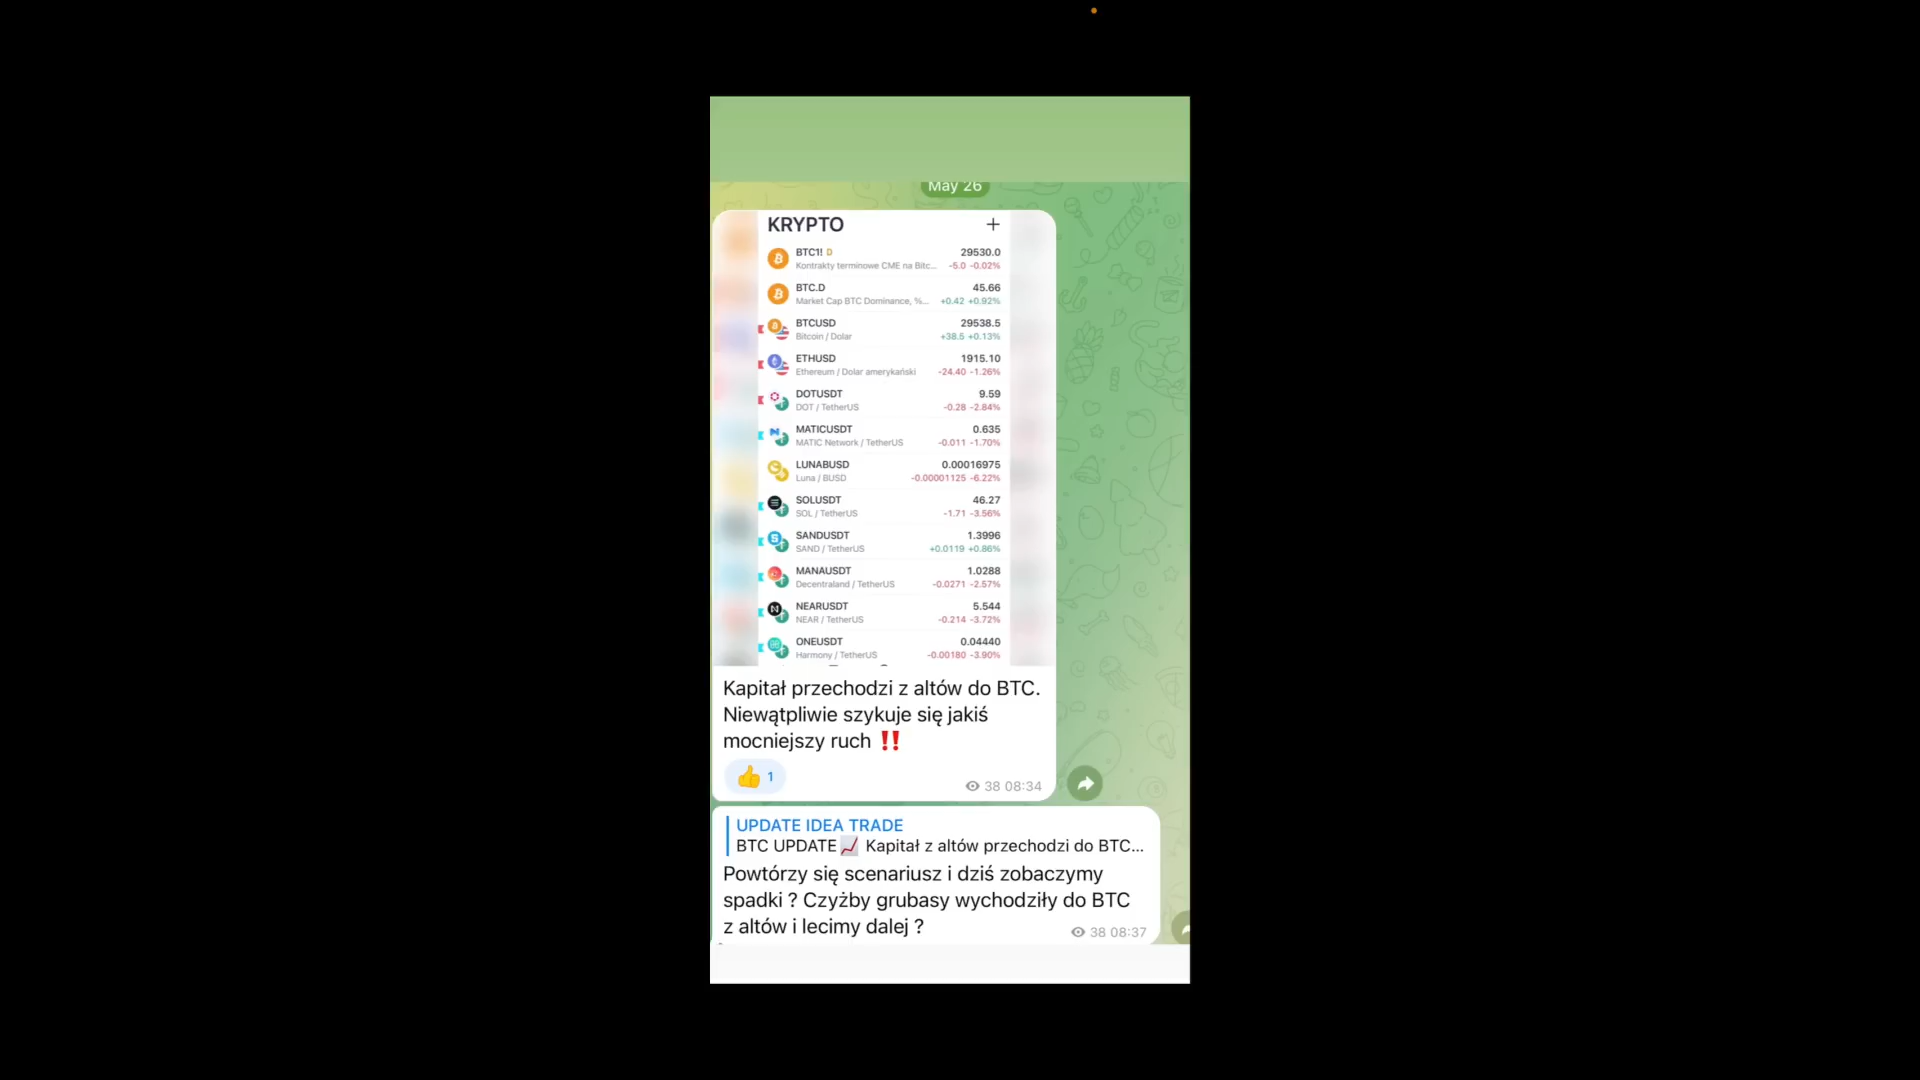 May 26
KRYPTO +
BTC1! D 29530.0
Kontrakty terminowe CME na Bitc... -5.0 -0.02%
BTC.D 45.66
Market Cap BTC Dominance, %... +0.42 +0.92%
BTCUSD 29538.5
Bitcoin / Dolar +38.5 +0.13%
ETHUSD 1915.10
Ethereum / Dolar amerykański -24.40 -1.26%
DOTUSDT 9.59
DOT / TetherUS -0.28 -2.84%
MATICUSDT 0.635
MATIC Network / TetherUS -0.011 -1.70%
LUNABUSD 0.00016975
Luna / BUSD -0.00001125 -6.22%
SOLUSDT 46.27
SOL / TetherUS -1.71 -3.56%
SANDUSDT 1.3996
SAND / TetherUS +0.0119 +0.86%
MANAUSDT 1.0288
Decentraland / TetherUS -0.0271 -2.57%
NEARUSDT 5.544
NEAR / TetherUS -0.214 -3.72%
ONEUSDT 0.04440
Harmony / TetherUS -0.00180 -3.90%
Kapitał przechodzi z altów do BTC.
Niewątpliwie szykuje się jakiś
mocniejszy ruch ‼️
👍 1
38 08:34
UPDATE IDEA TRADE
BTC UPDATE📈 Kapitał z altów przechodzi do BTC...
Powtórzy się scenariusz i dziś zobaczymy
spadki ? Czyżby grubasy wychodziły do BTC
z altów i lecimy dalej ?
38 08:37